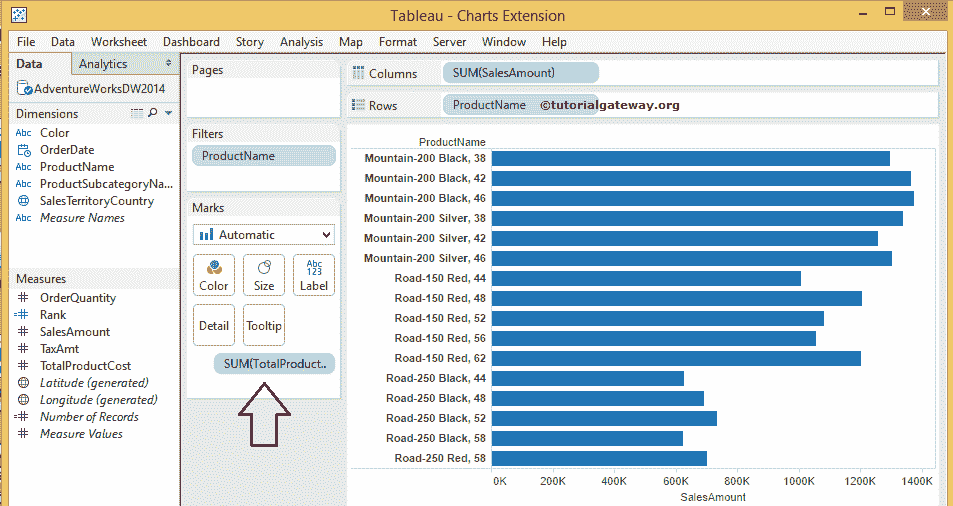 Tableau - Charts Extension
File Data Worksheet Dashboard Story Analysis Map Format Server Window Help
Data Analytics
AdventureWorksDW2014
Dimensions
Abc Color
OrderDate
Abc ProductName
Abc ProductSubcategoryNa...
SalesTerritoryCountry
Abc Measure Names
Measures
# OrderQuantity
=# Rank
# SalesAmount
# TaxAmt
# TotalProductCost
Latitude (generated)
Longitude (generated)
=# Number of Records
# Measure Values
Pages
Filters
ProductName
Marks
Automatic
Color Size Abc 123 Label
Detail Tooltip
SUM(TotalProduct..
Columns SUM(SalesAmount)
Rows ProductName ©tutorialgateway.org
ProductName
Mountain-200 Black, 38
Mountain-200 Black, 42
Mountain-200 Black, 46
Mountain-200 Silver, 38
Mountain-200 Silver, 42
Mountain-200 Silver, 46
Road-150 Red, 44
Road-150 Red, 48
Road-150 Red, 52
Road-150 Red, 56
Road-150 Red, 62
Road-250 Black, 44
Road-250 Black, 48
Road-250 Black, 52
Road-250 Black, 58
Road-250 Red, 58
0K 200K 400K 600K 800K 1000K 1200K 1400K
SalesAmount